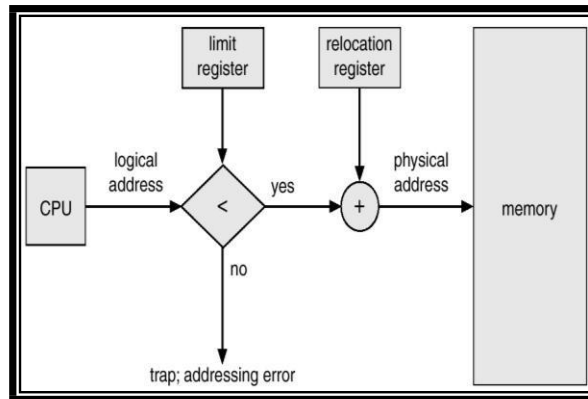 limit
register
relocation
register
logical
address
physical
address
CPU
<
yes
+
memory
no
trap; addressing error